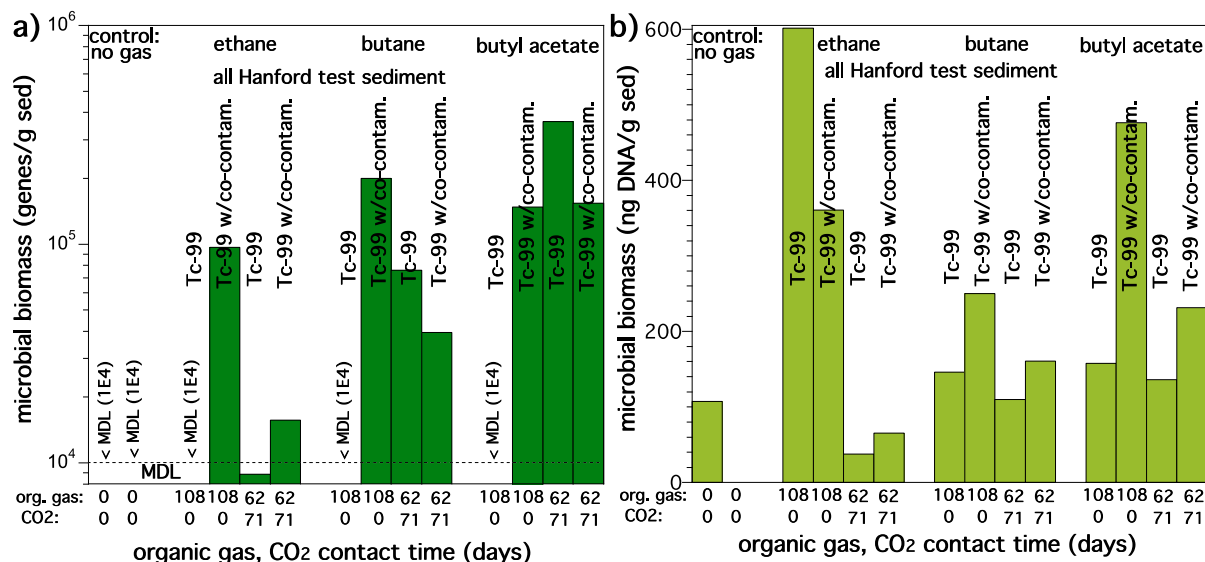 a)
control:
no gas
ethane
butane
butyl acetate
all Hanford test sediment
microbial biomass (genes/g sed)
10^6
10^5
10^4
MDL
< MDL (1E4)
< MDL (1E4)
< MDL (1E4)
Tc-99
Tc-99 w/co-contam.
Tc-99
Tc-99 w/co-contam.
< MDL (1E4)
Tc-99
Tc-99 w/co-contam.
Tc-99
Tc-99 w/co-contam.
< MDL (1E4)
Tc-99
Tc-99 w/co-contam.
Tc-99
Tc-99 w/co-contam.
org. gas: 0 0 108 108 62 62 108 108 62 62 108 108 62 62
CO2: 0 0 0 0 71 71 0 0 71 71 0 0 71 71
organic gas, CO2 contact time (days)
b)
control:
no gas
ethane
butane
butyl acetate
all Hanford test sediment
microbial biomass (ng DNA/g sed)
600
400
200
0
Tc-99
Tc-99 w/co-contam.
Tc-99
Tc-99 w/co-contam.
Tc-99
Tc-99 w/co-contam.
Tc-99
Tc-99 w/co-contam.
Tc-99
Tc-99 w/co-contam.
Tc-99
Tc-99 w/co-contam.
org. gas: 0 0 108 108 62 62 108 108 62 62 108 108 62 62
CO2: 0 0 0 0 71 71 0 0 71 71 0 0 71 71
organic gas, CO2 contact time (days)